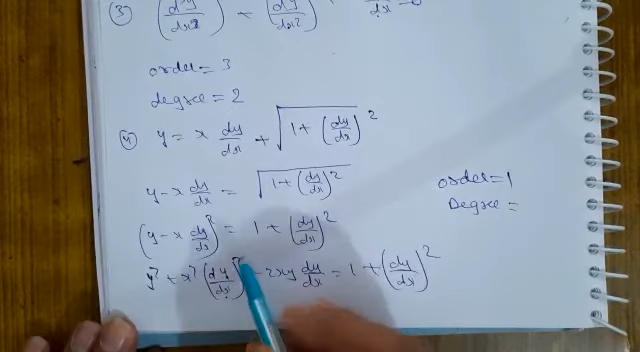 (3) (d³y/dx³)² + (d²y/dx²)
order = 3
degree = 2
(4) y = x dy/dx + √(1 + (dy/dx)²)
y - x dy/dx = √(1 + (dy/dx)²)
order = 1
Degree =
(y - x dy/dx)² = 1 + (dy/dx)²
y² + x² (dy/dx)² - 2xy dy/dx = 1 + (dy/dx)²